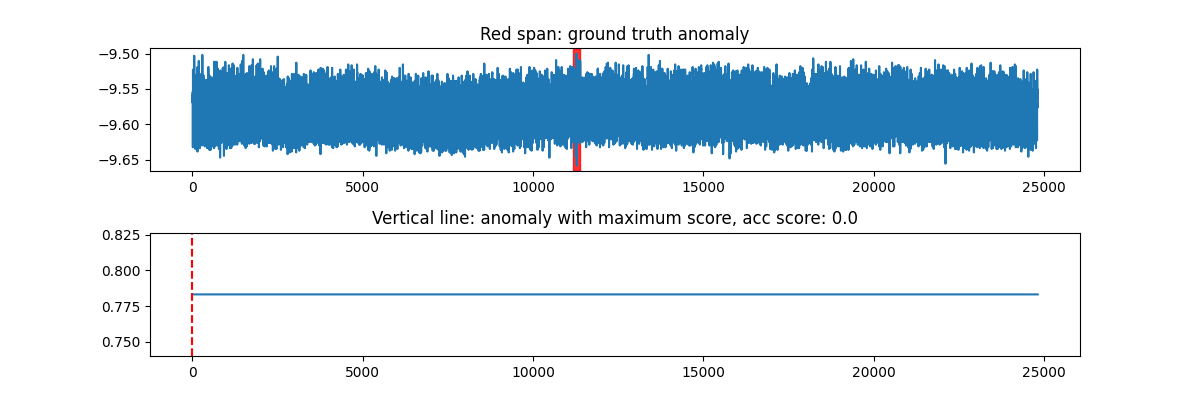 Red span: ground truth anomaly
−9.50
−9.55
−9.60
−9.65
0 5000 10000 15000 20000 25000
Vertical line: anomaly with maximum score, acc score: 0.0
0.825
0.800
0.775
0.750
0 5000 10000 15000 20000 25000